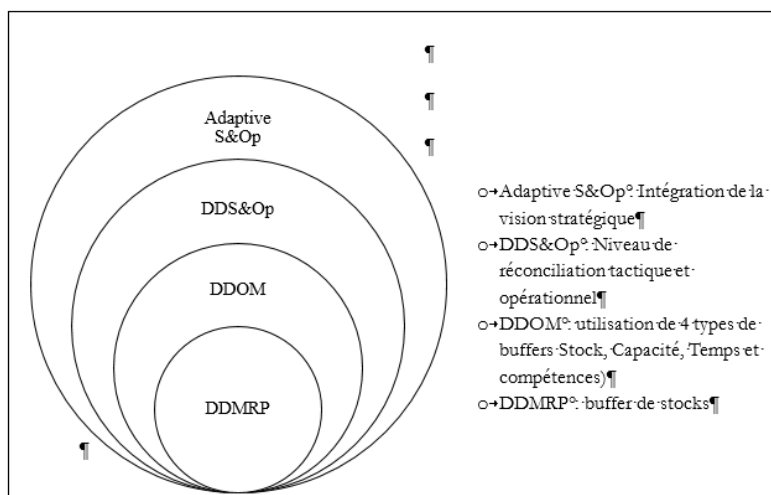 Adaptive
S&Op
DDS&Op
DDOM
DDMRP
¶
¶
¶
¶
o→Adaptive·S&Op°:·Intégration·de·la·
vision·stratégique¶
o→DDS&Op°:·Niveau·de·
réconciliation·tactique·et·
opérationnel¶
o→DDOM°:·utilisation·de·4·types·de·
buffers·Stock,·Capacité,·Temps·et·
compétences)¶
o→DDMRP°:·buffer·de·stocks¶